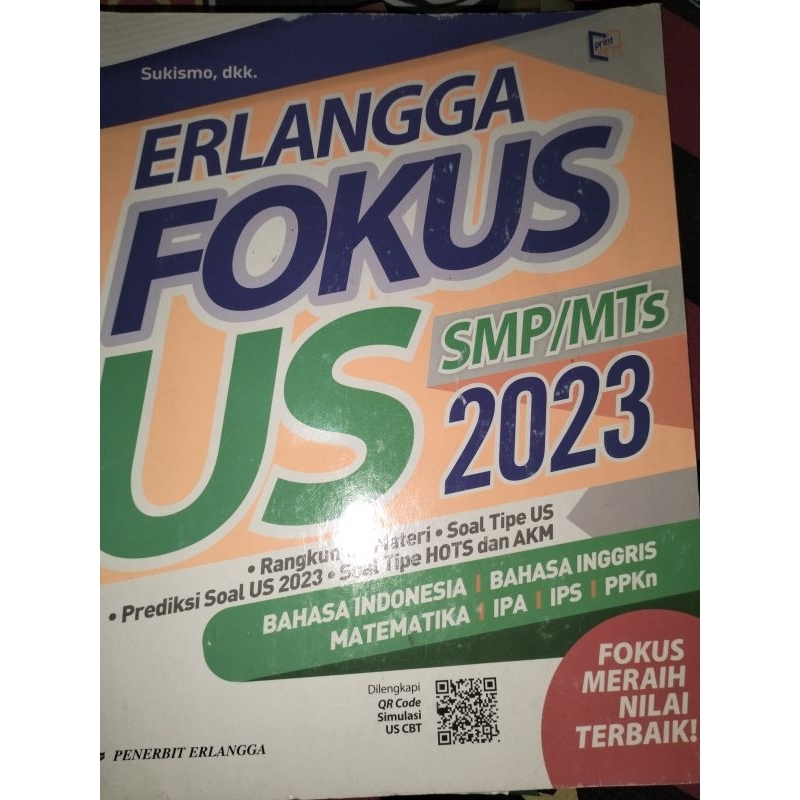 print
Sukismo, dkk.
ERLANGGA
FOKUS
US
SMP/MTs
2023
• Rangkuman Materi • Soal Tipe US
• Prediksi Soal US 2023 • Soal Tipe HOTS dan AKM
BAHASA INDONESIA | BAHASA INGGRIS
MATEMATIKA | IPA | IPS | PPKn
Dilengkapi
QR Code
Simulasi
US CBT
FOKUS
MERAIH
NILAI
TERBAIK!
PENERBIT ERLANGGA